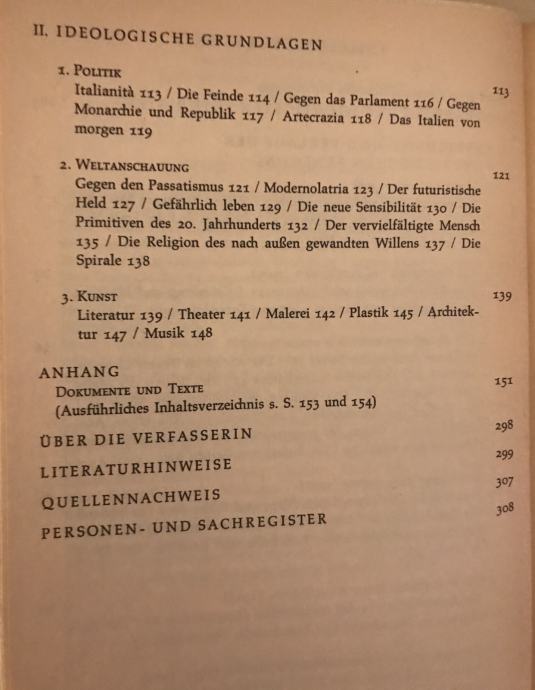 II. IDEOLOGISCHE GRUNDLAGEN
1. POLITIK 113
Italianità 113 / Die Feinde 114 / Gegen das Parlament 116 / Gegen
Monarchie und Republik 117 / Artecrazia 118 / Das Italien von
morgen 119
2. WELTANSCHAUUNG 121
Gegen den Passatismus 121 / Modernolatria 123 / Der futuristische
Held 127 / Gefährlich leben 129 / Die neue Sensibilität 130 / Die
Primitiven des 20. Jahrhunderts 132 / Der vervielfältigte Mensch
135 / Die Religion des nach außen gewandten Willens 137 / Die
Spirale 138
3. KUNST 139
Literatur 139 / Theater 141 / Malerei 142 / Plastik 145 / Architek-
tur 147 / Musik 148
ANHANG
DOKUMENTE UND TEXTE 151
(Ausführliches Inhaltsverzeichnis s. S. 153 und 154)
ÜBER DIE VERFASSERIN 298
LITERATURHINWEISE 299
QUELLENNACHWEIS 307
PERSONEN- UND SACHREGISTER 308